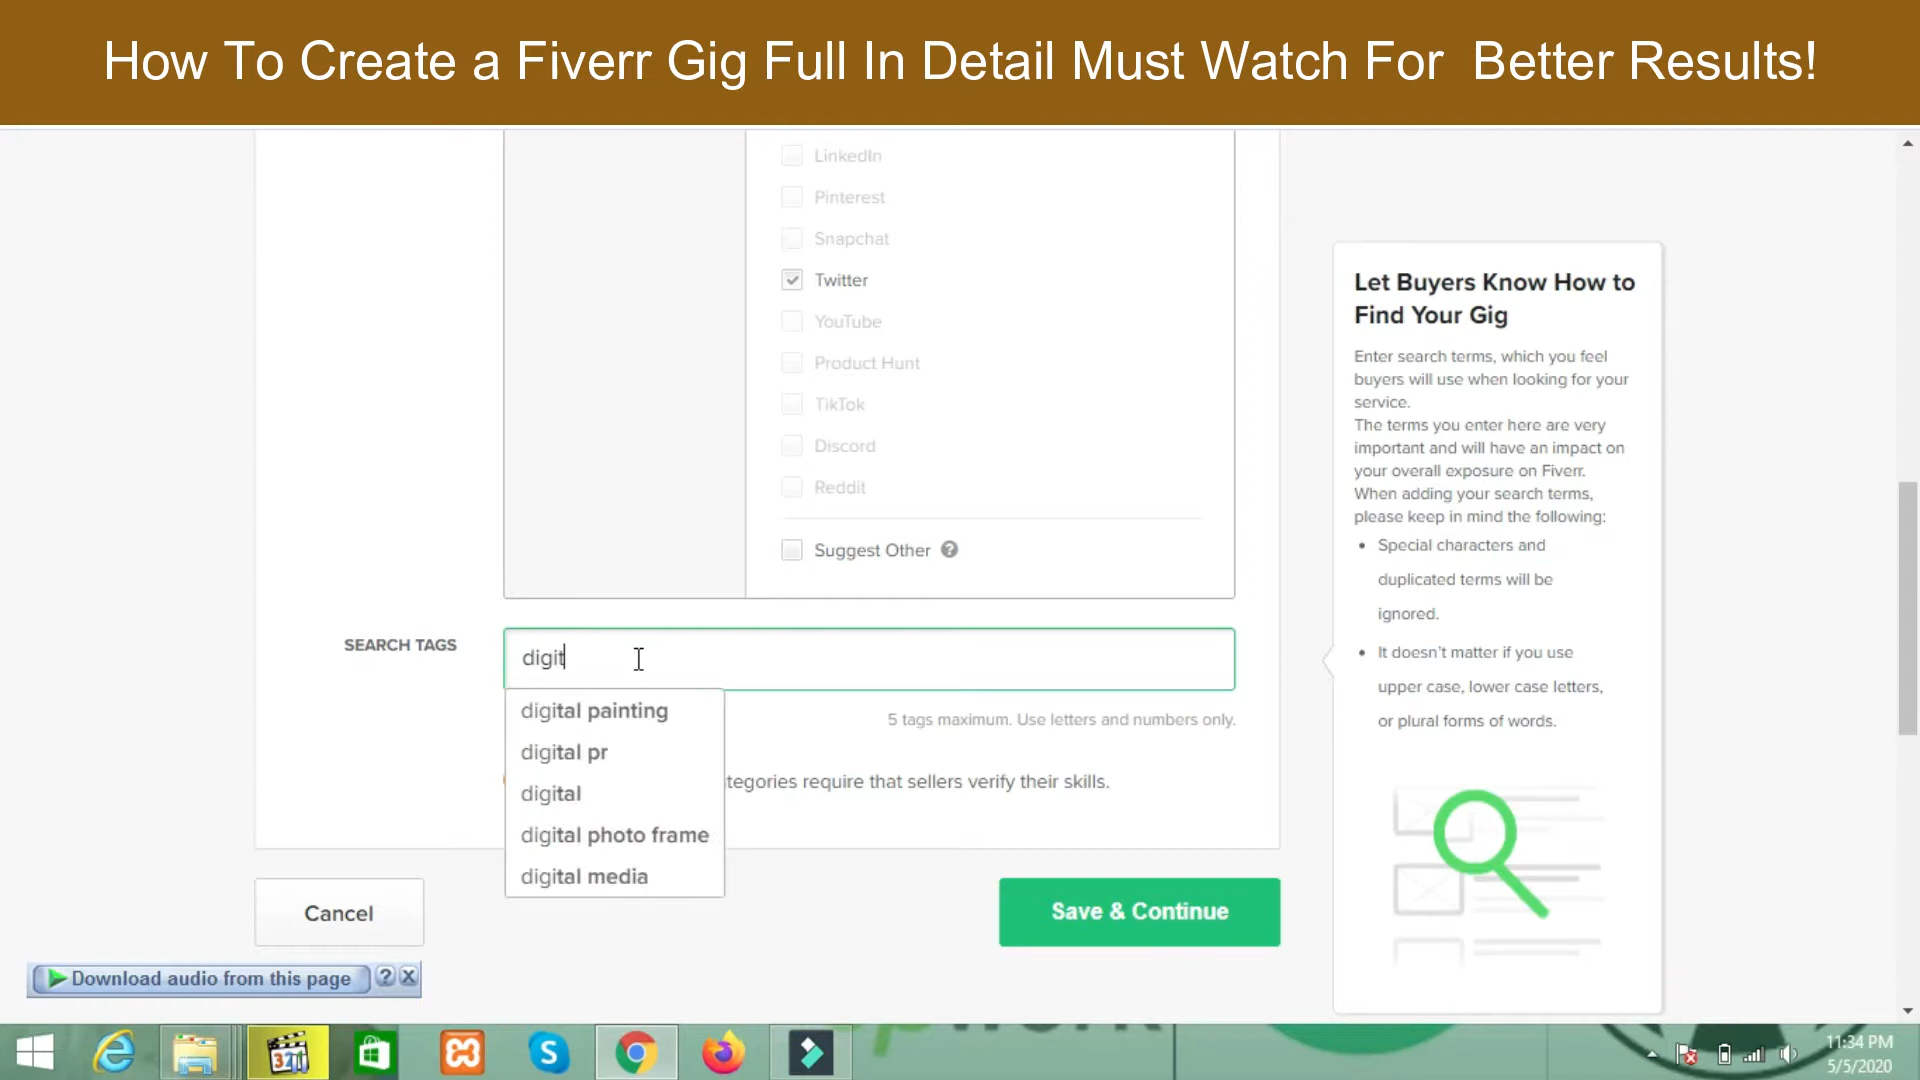 How To Create a Fiverr Gig Full In Detail Must Watch For Better Results!
LinkedIn
Pinterest
Snapchat
Twitter
YouTube
Product Hunt
TikTok
Discord
Reddit
Suggest Other ?
SEARCH TAGS
digit
digital painting
digital pr
digital
digital photo frame
digital media
5 tags maximum. Use letters and numbers only.
tegories require that sellers verify their skills.
Cancel
Save & Continue
Let Buyers Know How to
Find Your Gig
Enter search terms, which you feel
buyers will use when looking for your
service.
The terms you enter here are very
important and will have an impact on
your overall exposure on Fiverr.
When adding your search terms,
please keep in mind the following:
• Special characters and
duplicated terms will be
ignored.
• It doesn't matter if you use
upper case, lower case letters,
or plural forms of words.
Download audio from this page ? X
321
11:34 PM
5/5/2020